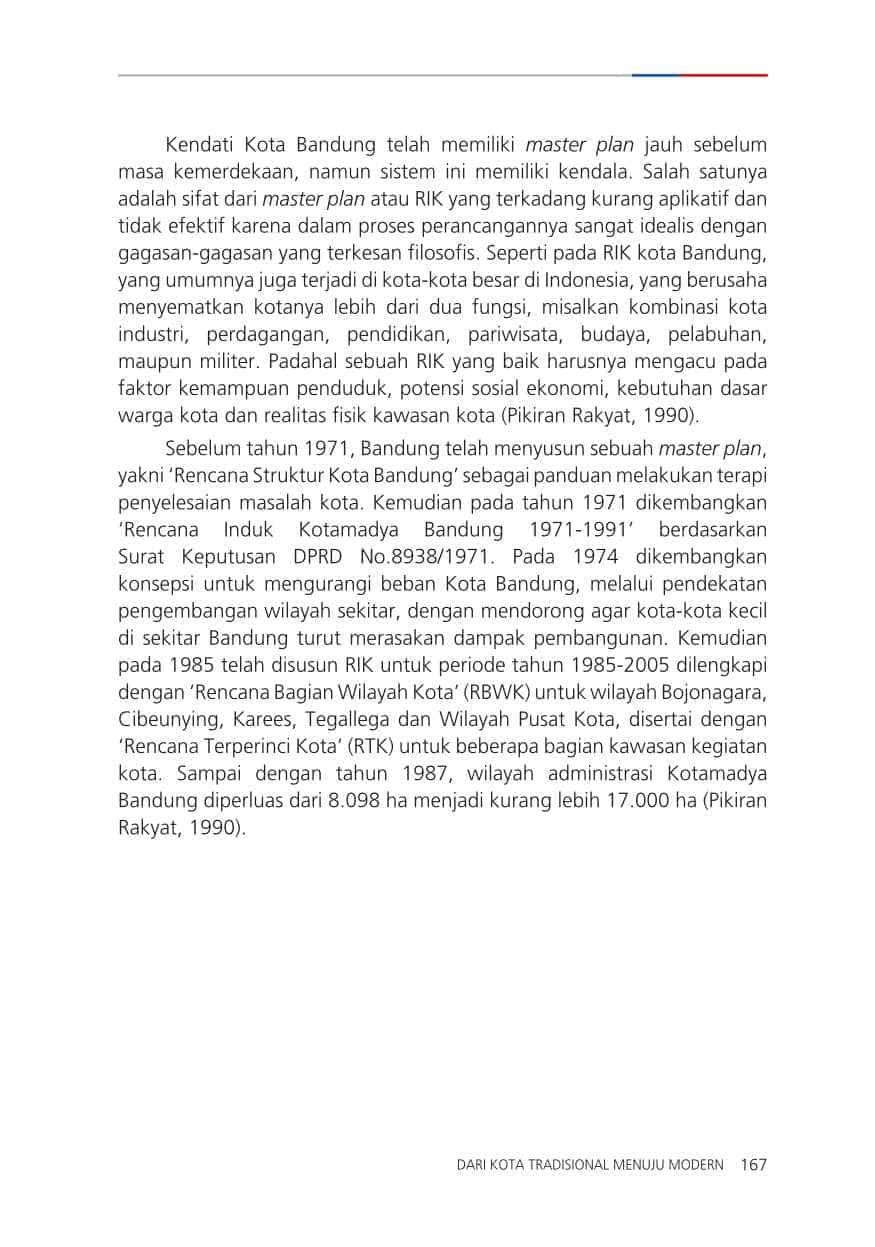 Kendati Kota Bandung telah memiliki master plan jauh sebelum
masa kemerdekaan, namun sistem ini memiliki kendala. Salah satunya
adalah sifat dari master plan atau RIK yang terkadang kurang aplikatif dan
tidak efektif karena dalam proses perancangannya sangat idealis dengan
gagasan-gagasan yang terkesan filosofis. Seperti pada RIK kota Bandung,
yang umumnya juga terjadi di kota-kota besar di Indonesia, yang berusaha
menyematkan kotanya lebih dari dua fungsi, misalkan kombinasi kota
industri, perdagangan, pendidikan, pariwisata, budaya, pelabuhan,
maupun militer. Padahal sebuah RIK yang baik harusnya mengacu pada
faktor kemampuan penduduk, potensi sosial ekonomi, kebutuhan dasar
warga kota dan realitas fisik kawasan kota (Pikiran Rakyat, 1990).
Sebelum tahun 1971, Bandung telah menyusun sebuah master plan,
yakni ‘Rencana Struktur Kota Bandung’ sebagai panduan melakukan terapi
penyelesaian masalah kota. Kemudian pada tahun 1971 dikembangkan
‘Rencana Induk Kotamadya Bandung 1971-1991’ berdasarkan
Surat Keputusan DPRD No.8938/1971. Pada 1974 dikembangkan
konsepsi untuk mengurangi beban Kota Bandung, melalui pendekatan
pengembangan wilayah sekitar, dengan mendorong agar kota-kota kecil
di sekitar Bandung turut merasakan dampak pembangunan. Kemudian
pada 1985 telah disusun RIK untuk periode tahun 1985-2005 dilengkapi
dengan ‘Rencana Bagian Wilayah Kota’ (RBWK) untuk wilayah Bojonagara,
Cibeunying, Karees, Tegallega dan Wilayah Pusat Kota, disertai dengan
‘Rencana Terperinci Kota’ (RTK) untuk beberapa bagian kawasan kegiatan
kota. Sampai dengan tahun 1987, wilayah administrasi Kotamadya
Bandung diperluas dari 8.098 ha menjadi kurang lebih 17.000 ha (Pikiran
Rakyat, 1990).
DARI KOTA TRADISIONAL MENUJU MODERN 167